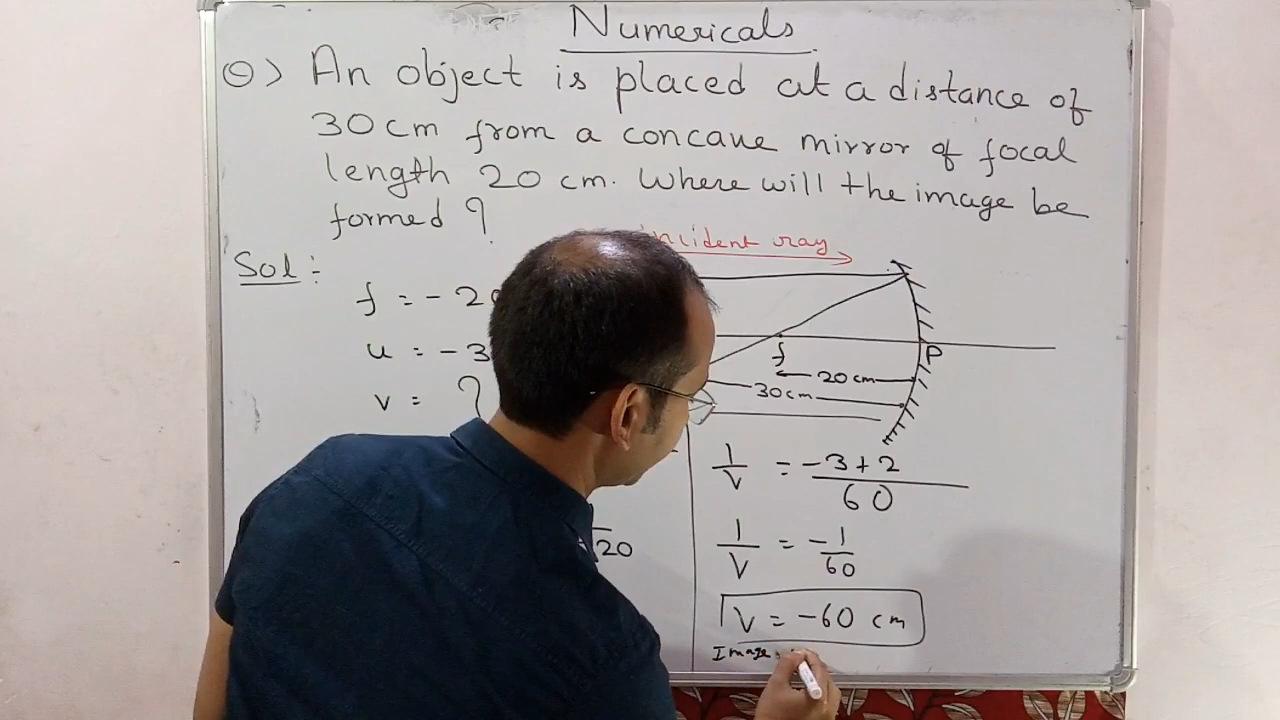 Numericals
Q> An object is placed at a distance of
30 cm from a concave mirror of focal
length 20 cm. Where will the image be
formed ?
Sol :-
incident ray
f = - 20
u = - 3
v = ?
f
P
20 cm
30 cm
20
1/V = -3+2/60
1/V = -1/60
V = -60 cm
Image